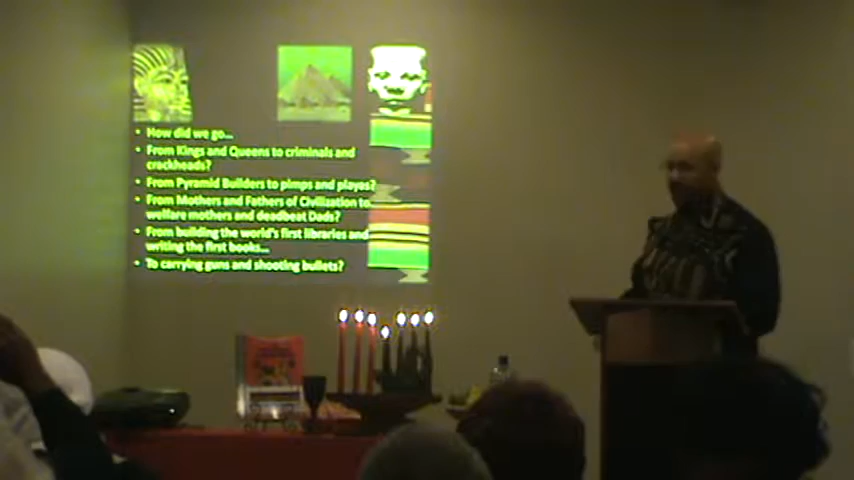 • How did we go...
• From Kings and Queens to criminals and
crackheads?
• From Pyramid Builders to pimps and playes?
• From Mothers and Fathers of Civilization to
welfare mothers and deadbeat Dads?
• From building the world's first libraries and
writing the first books...
• To carrying guns and shooting bullets?